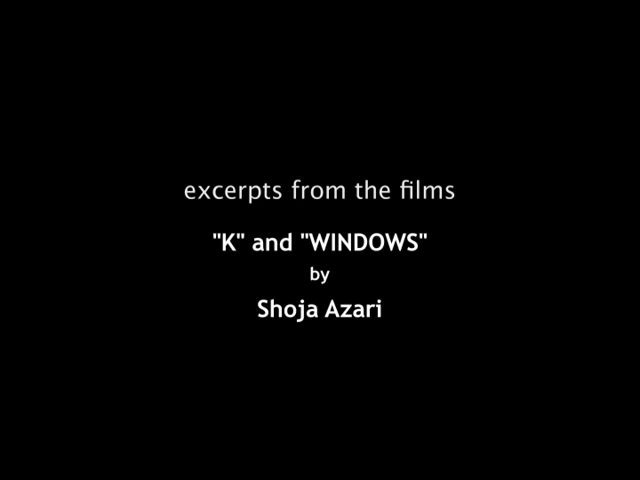 excerpts from the films
"K" and "WINDOWS"
by
Shoja Azari